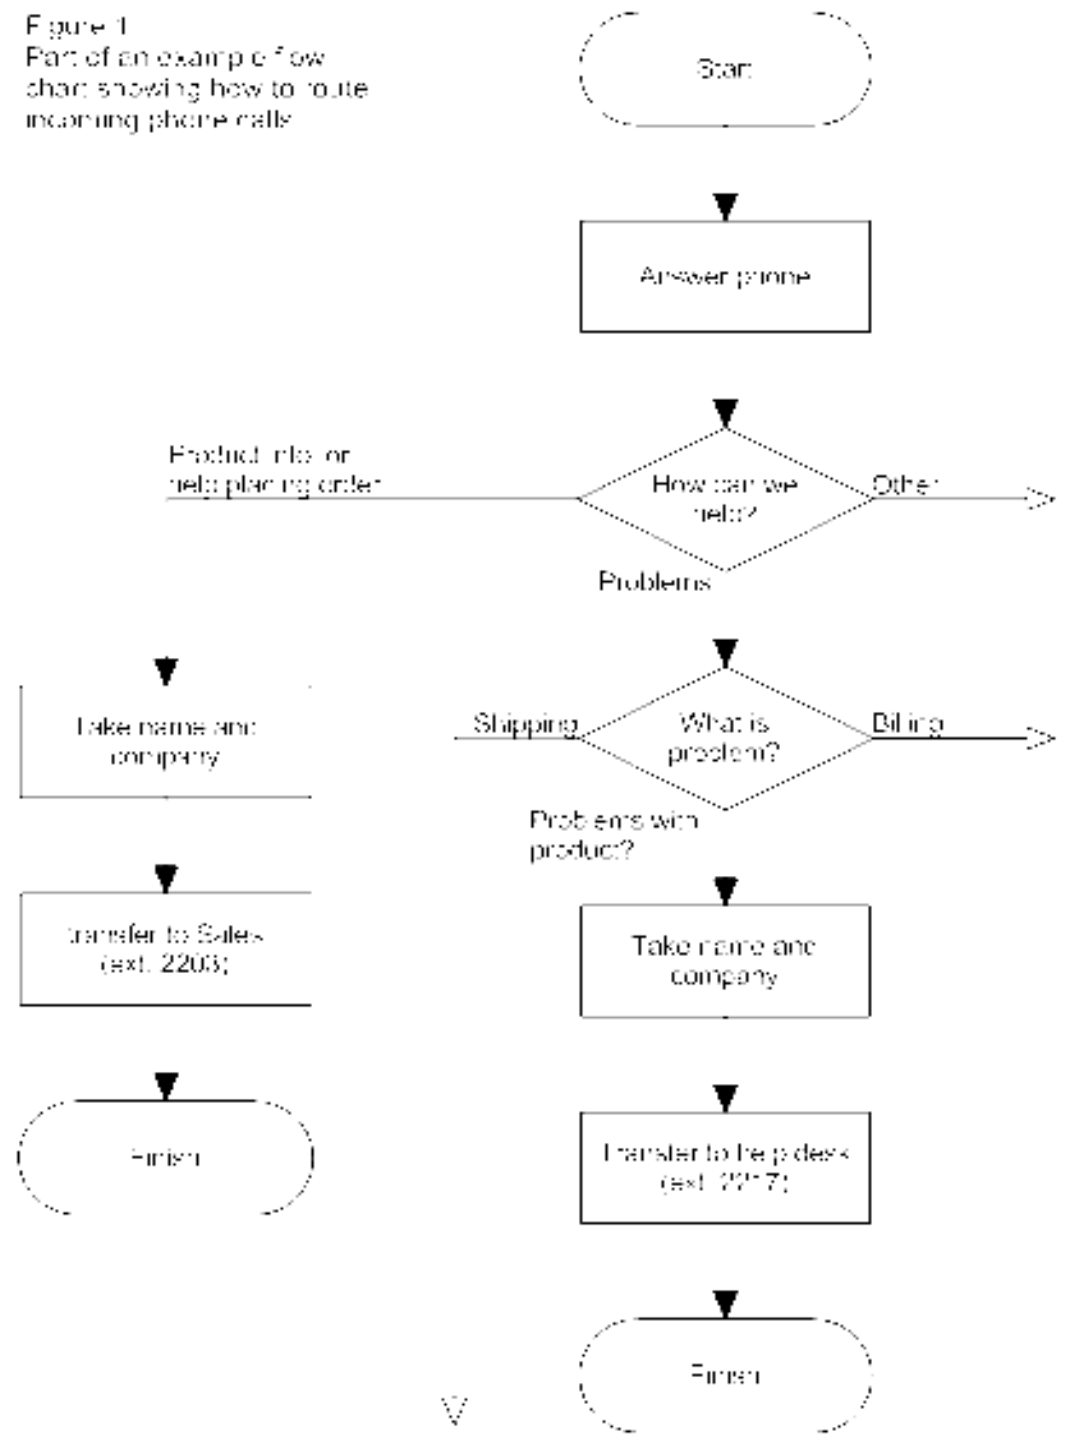 Figure 1
Part of an example flow
chart showing how to route
incoming phone calls
Start
Answer phone
Product info. or
help placing order
How can we
help?
Other
Problems
Take name and
company
Shipping
What is
problem?
Billing
Problems with
product?
transfer to Sales
(ext. 2203)
Take name and
company
Finish
Transfer to help desk
(ext. 2217)
Finish